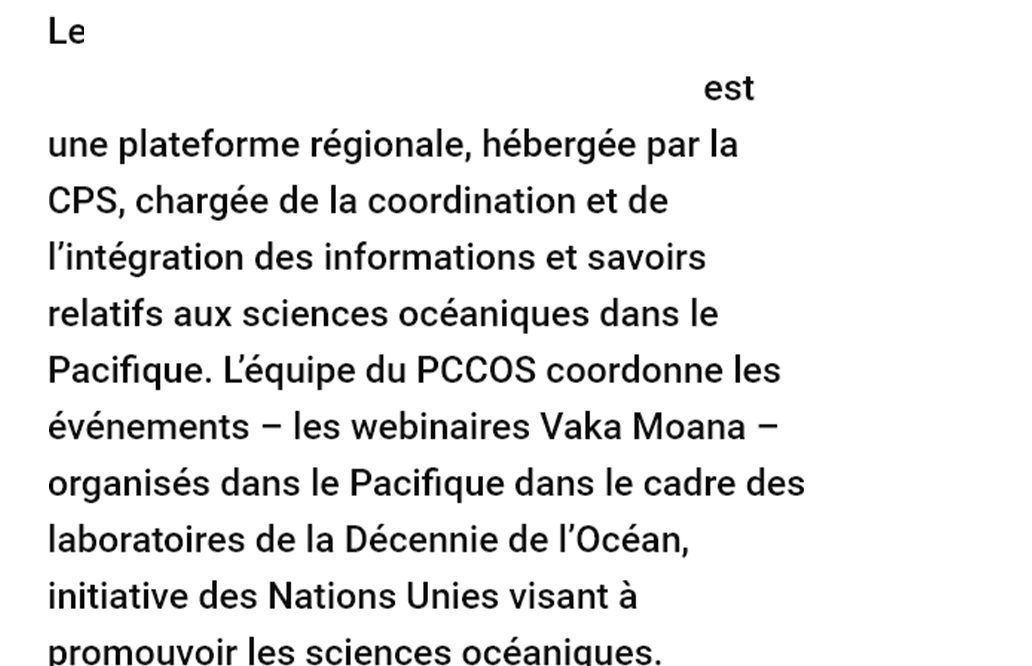 Le
est
une plateforme régionale, hébergée par la
CPS, chargée de la coordination et de
l’intégration des informations et savoirs
relatifs aux sciences océaniques dans le
Pacifique. L’équipe du PCCOS coordonne les
événements – les webinaires Vaka Moana –
organisés dans le Pacifique dans le cadre des
laboratoires de la Décennie de l’Océan,
initiative des Nations Unies visant à
promouvoir les sciences océaniques.